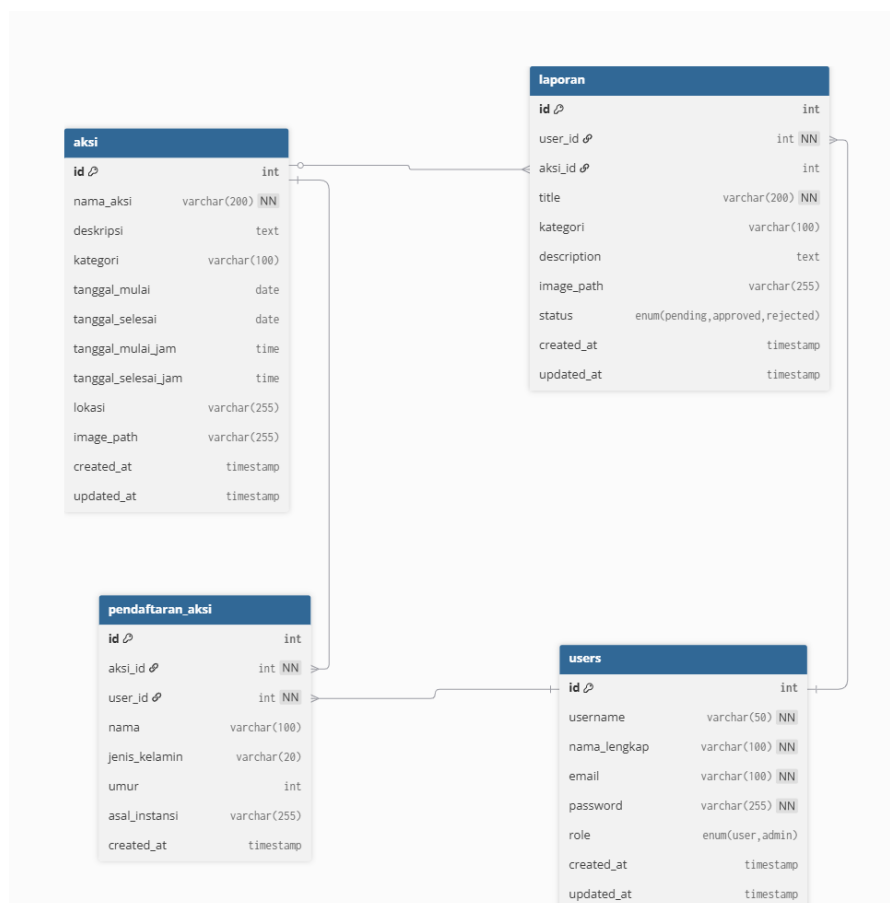 aksi
id int
nama_aksi varchar(200) NN
deskripsi text
kategori varchar(100)
tanggal_mulai date
tanggal_selesai date
tanggal_mulai_jam time
tanggal_selesai_jam time
lokasi varchar(255)
image_path varchar(255)
created_at timestamp
updated_at timestamp
laporan
id int
user_id int NN
aksi_id int
title varchar(200) NN
kategori varchar(100)
description text
image_path varchar(255)
status enum(pending,approved,rejected)
created_at timestamp
updated_at timestamp
pendaftaran_aksi
id int
aksi_id int NN
user_id int NN
nama varchar(100)
jenis_kelamin varchar(20)
umur int
asal_instansi varchar(255)
created_at timestamp
users
id int
username varchar(50) NN
nama_lengkap varchar(100) NN
email varchar(100) NN
password varchar(255) NN
role enum(user,admin)
created_at timestamp
updated_at timestamp